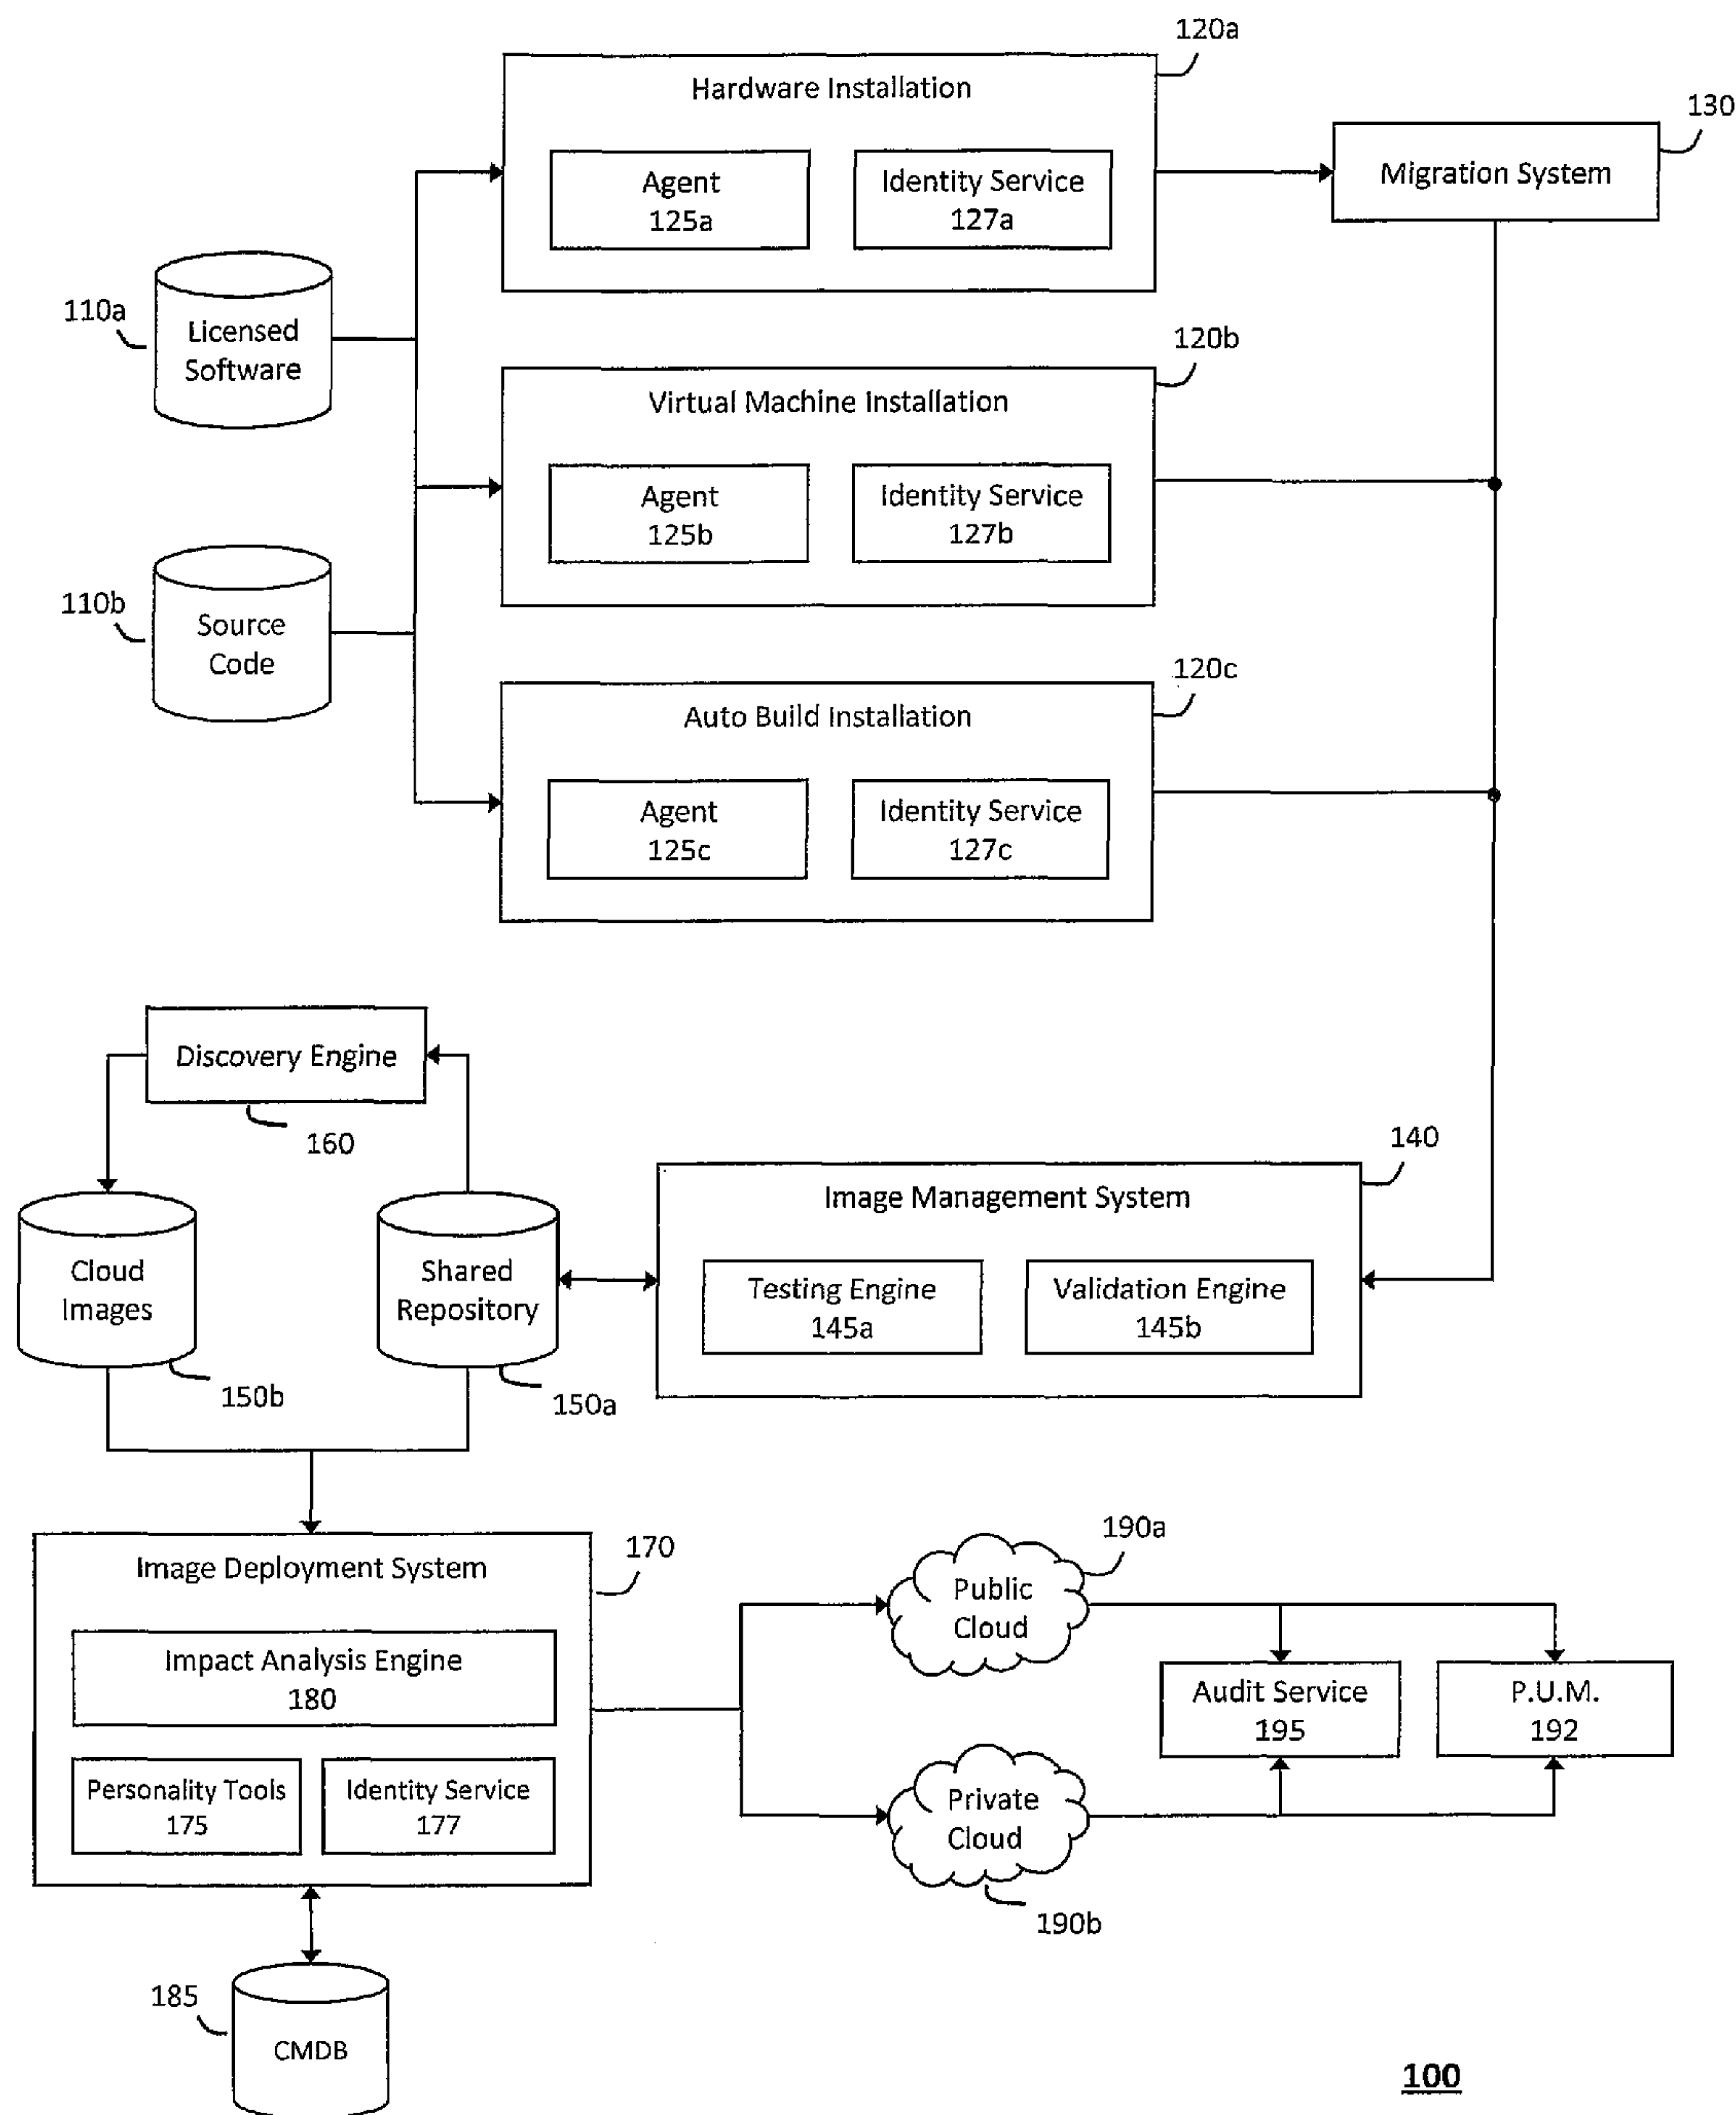 120a
Hardware Installation
130
Agent
125a
Identity Service
127a
Migration System
110a
Licensed
Software
120b
Virtual Machine Installation
Agent
125b
Identity Service
127b
110b
Source
Code
120c
Auto Build Installation
Agent
125c
Identity Service
127c
Discovery Engine
160
140
Image Management System
Cloud
Images
Shared
Repository
Testing Engine
145a
Validation Engine
145b
150b
150a
170
Image Deployment System
Impact Analysis Engine
180
Personality Tools
175
Identity Service
177
190a
Public
Cloud
Audit Service
195
P.U.M.
192
Private
Cloud
190b
185
CMDB
100